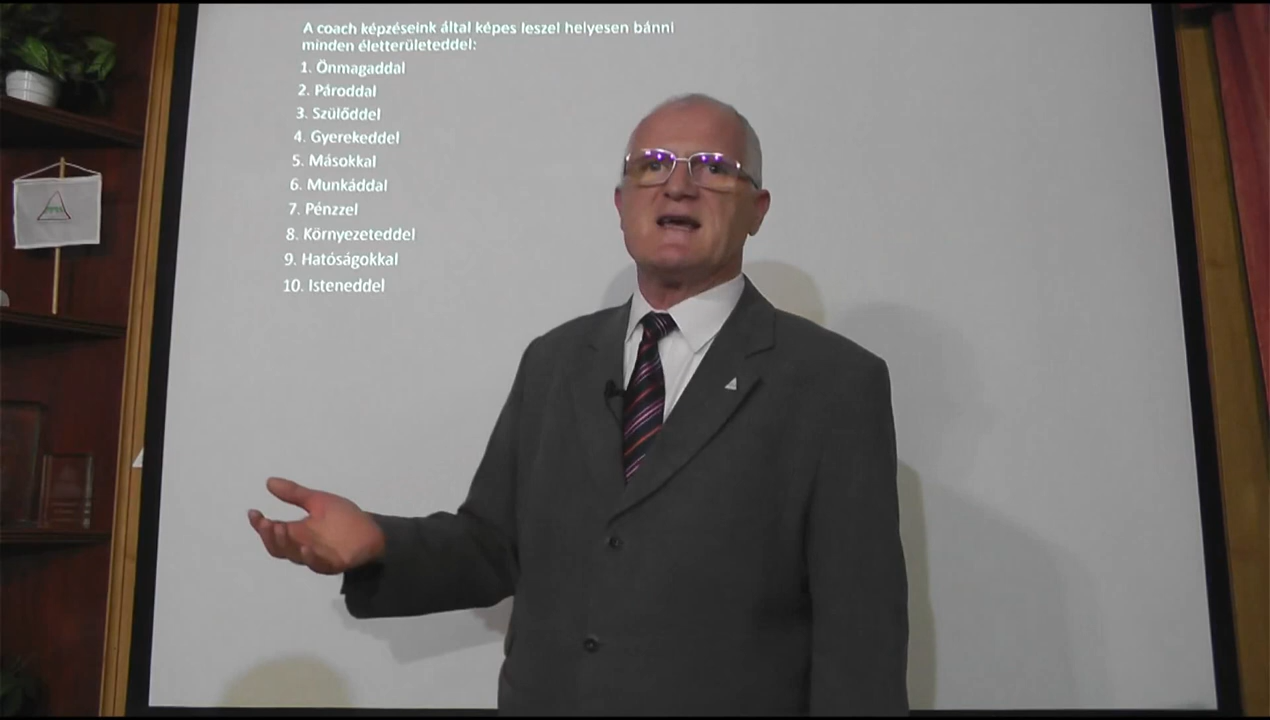 A coach képzéseink által képes leszel helyesen bánni
minden életterületeddel:
1. Önmagaddal
2. Pároddal
3. Szülőddel
4. Gyerekeddel
5. Másokkal
6. Munkáddal
7. Pénzzel
8. Környezeteddel
9. Hatóságokkal
10. Isteneddel